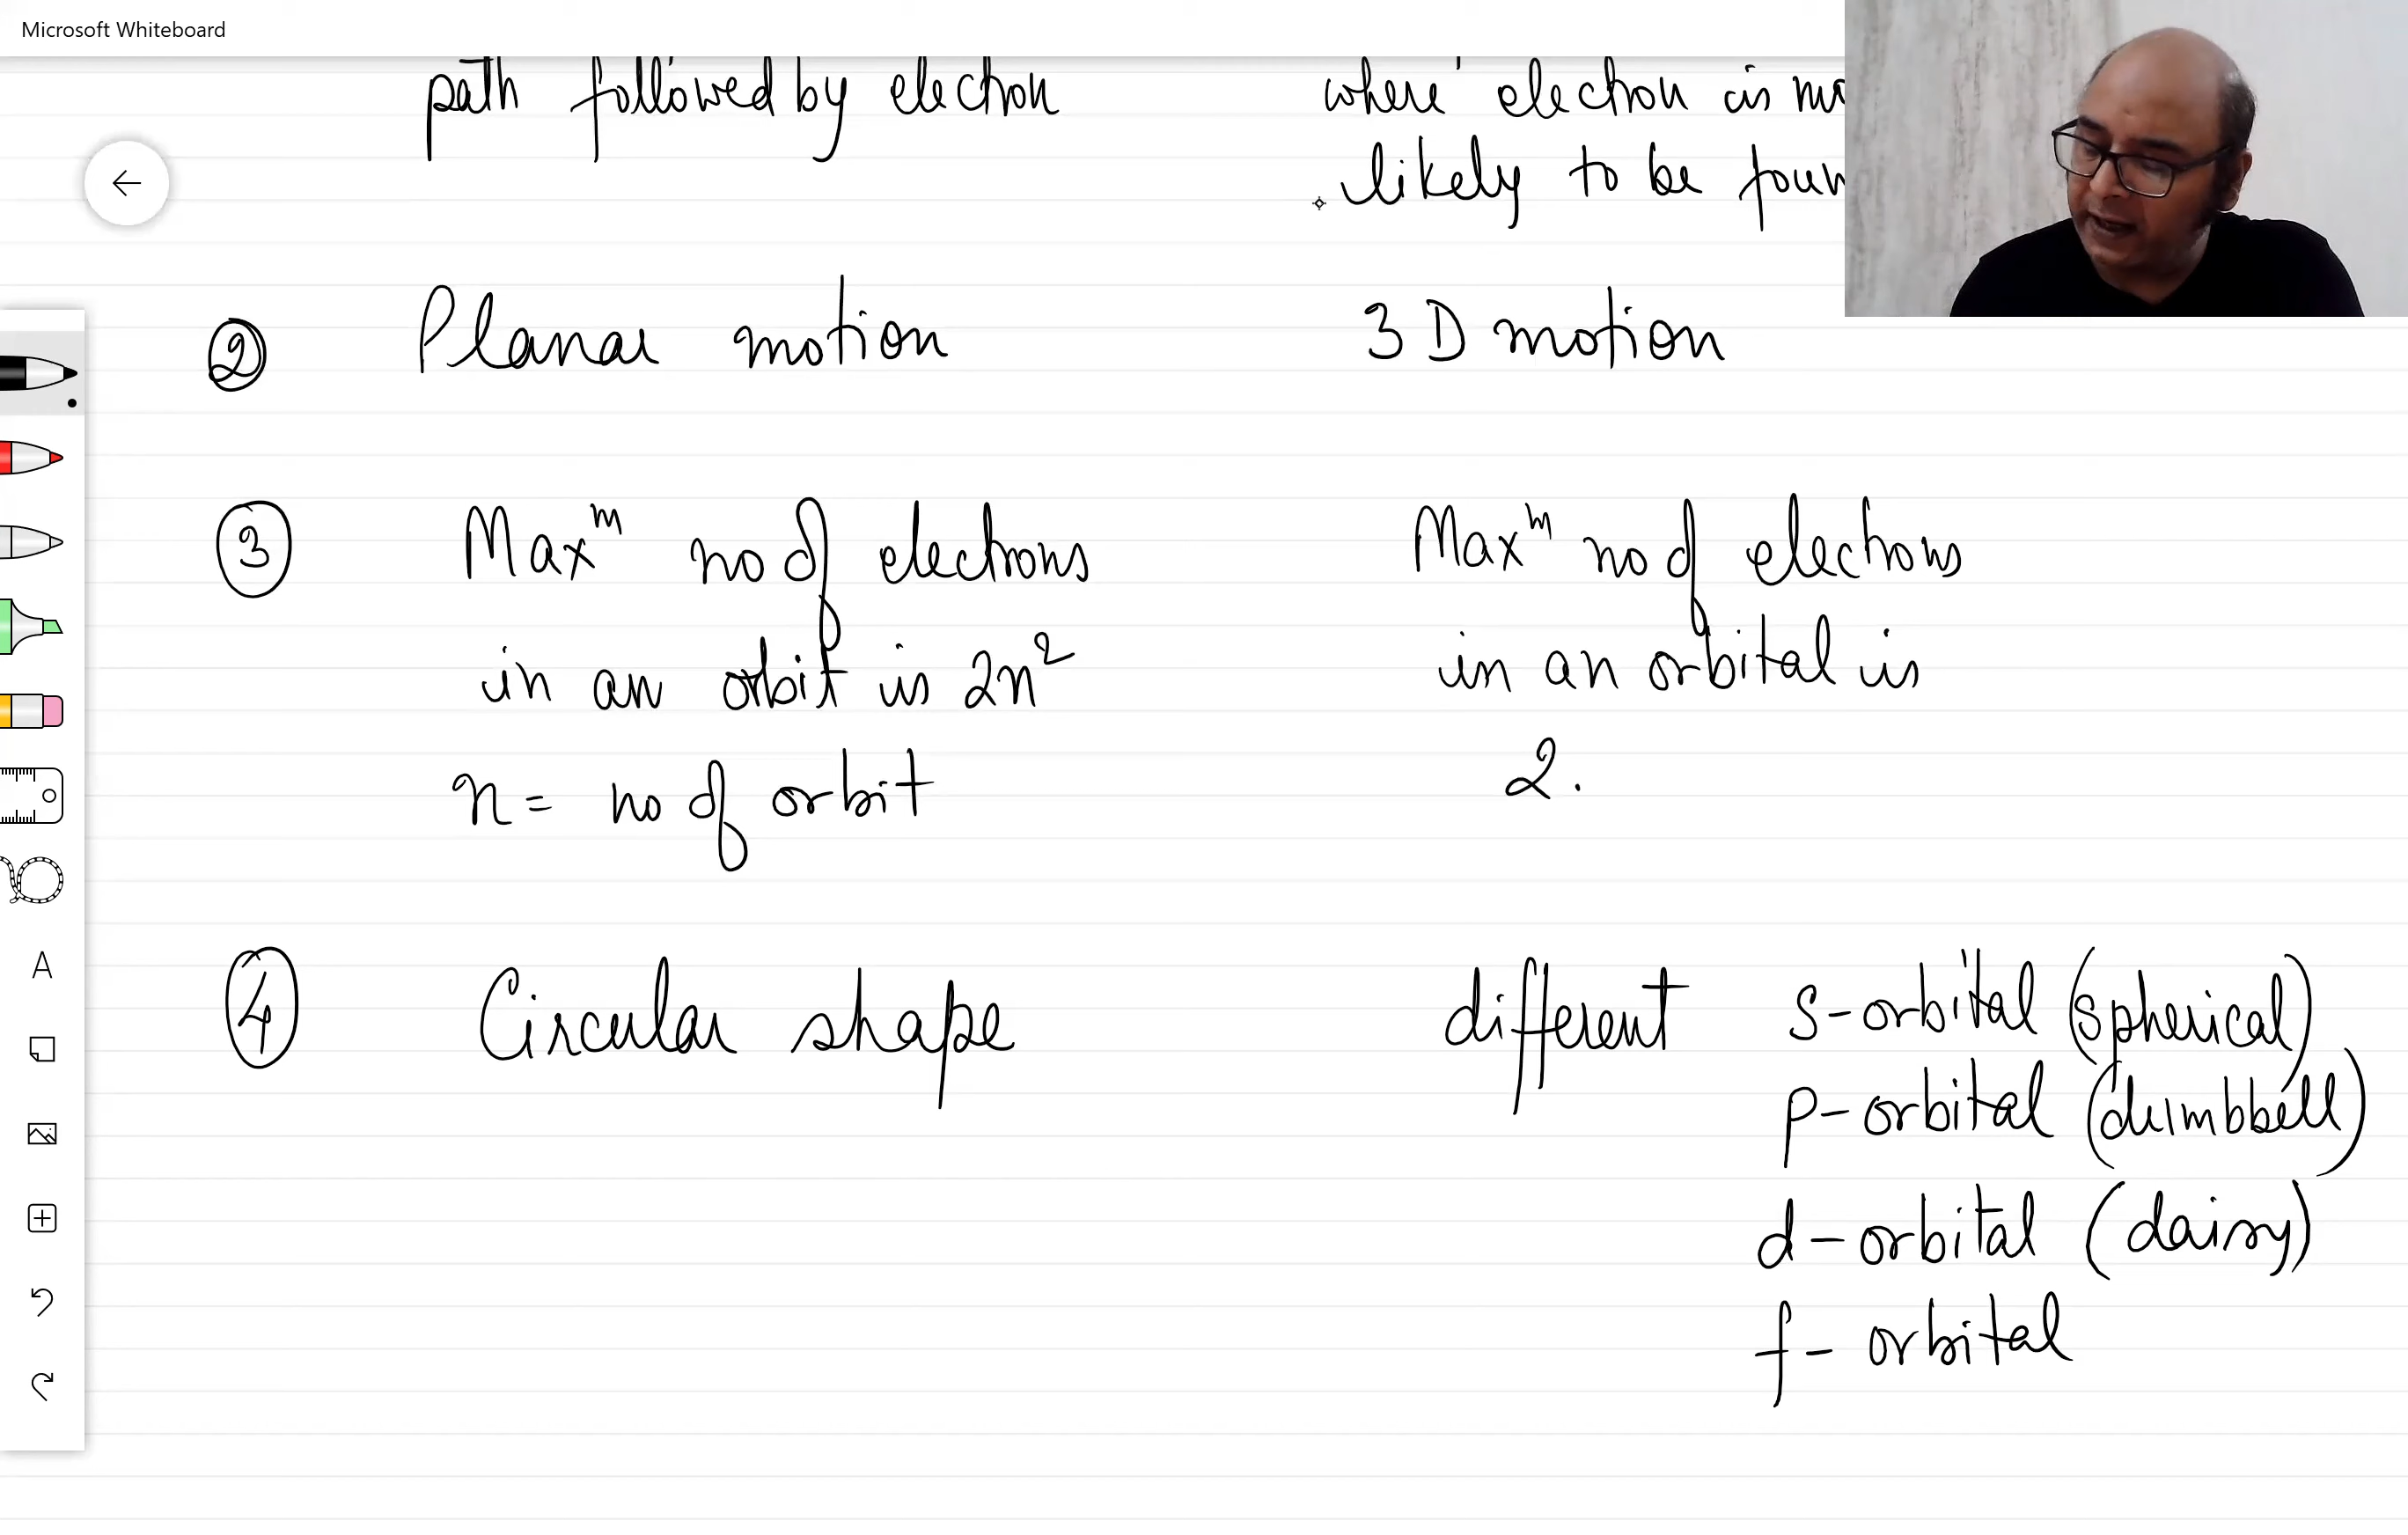 Microsoft Whiteboard
path followed by electron
where electron is mo
likely to be foun
② Planar motion
3D motion
③ Maxᵐ no of electrons
in an orbit is 2n²
n = no of orbit
Maxᵐ no of electrons
in an orbital is
2.
④ Circular shape
different s-orbital (spherical)
p-orbital (dumbbell)
d-orbital (daisy)
f-orbital
A